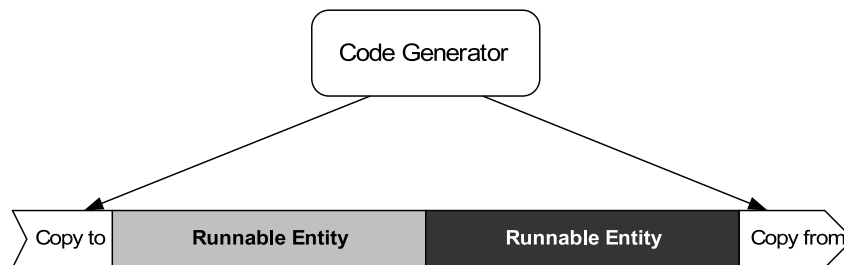 Code Generator
Copy to
Runnable Entity
Runnable Entity
Copy from